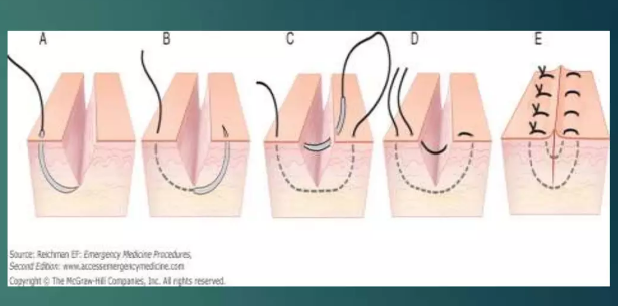 A B C D E
Source: Reichman EF: Emergency Medicine Procedures,
Second Edition: www.accessemergencymedicine.com
Copyright © The McGraw-Hill Companies, Inc. All rights reserved.